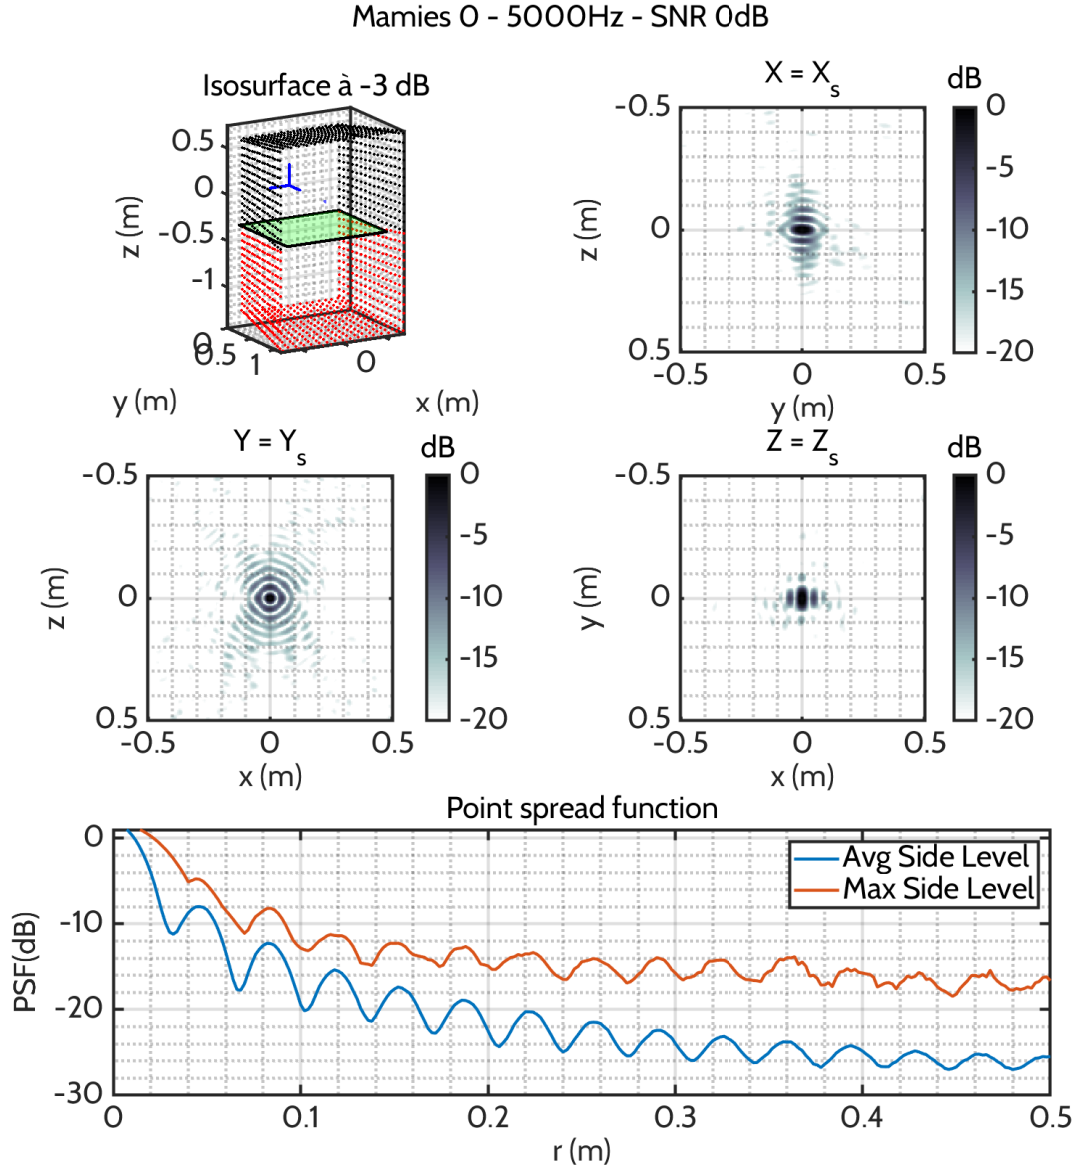 Mamies 0 - 5000Hz - SNR 0dB
Isosurface à -3 dB
0.5
0
-0.5
-1
z (m)
0
0.5
1
0
y (m)
x (m)
X = Xs
dB
-0.5
0
0.5
z (m)
-0.5
0
0.5
y (m)
0
-5
-10
-15
-20
Y = Ys
dB
-0.5
0
0.5
z (m)
-0.5
0
0.5
x (m)
0
-5
-10
-15
-20
Z = Zs
dB
-0.5
0
0.5
y (m)
-0.5
0
0.5
x (m)
0
-5
-10
-15
-20
Point spread function
0
-10
-20
-30
PSF(dB)
Avg Side Level
Max Side Level
0
0.1
0.2
0.3
0.4
0.5
r (m)